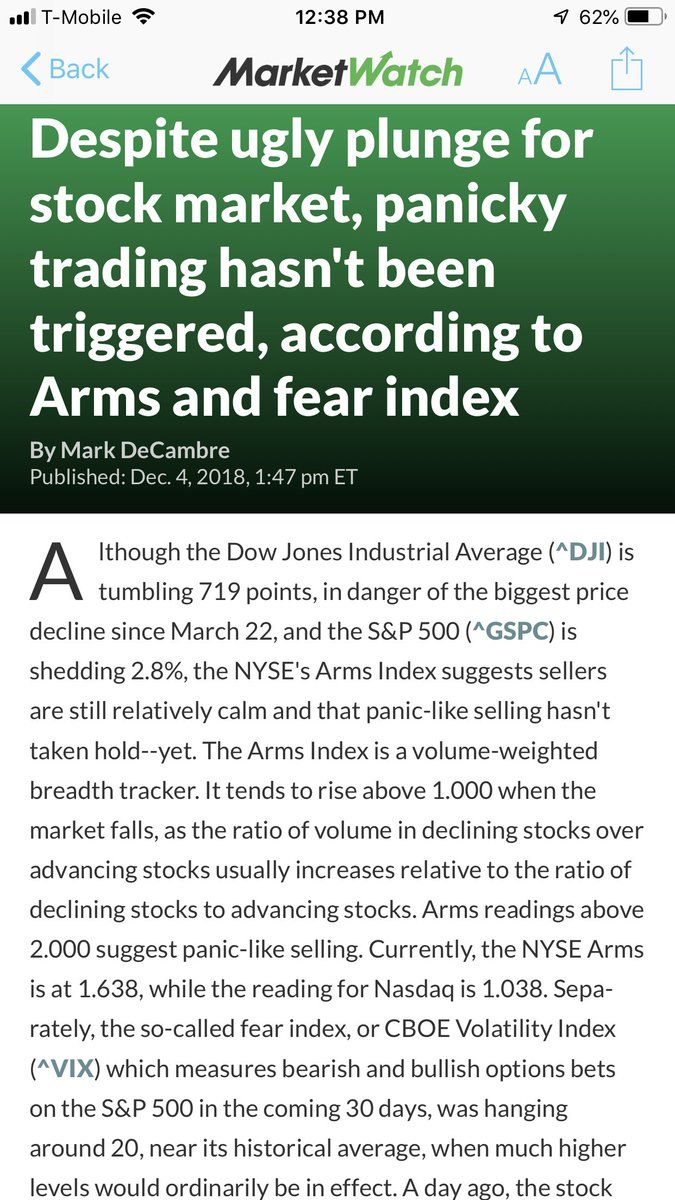 T-Mobile 12:38 PM 62%
Back MarketWatch AA
Despite ugly plunge for
stock market, panicky
trading hasn't been
triggered, according to
Arms and fear index
By Mark DeCambre
Published: Dec. 4, 2018, 1:47 pm ET
Although the Dow Jones Industrial Average (^DJI) is
tumbling 719 points, in danger of the biggest price
decline since March 22, and the S&P 500 (^GSPC) is
shedding 2.8%, the NYSE's Arms Index suggests sellers
are still relatively calm and that panic-like selling hasn't
taken hold--yet. The Arms Index is a volume-weighted
breadth tracker. It tends to rise above 1.000 when the
market falls, as the ratio of volume in declining stocks over
advancing stocks usually increases relative to the ratio of
declining stocks to advancing stocks. Arms readings above
2.000 suggest panic-like selling. Currently, the NYSE Arms
is at 1.638, while the reading for Nasdaq is 1.038. Sepa-
rately, the so-called fear index, or CBOE Volatility Index
(^VIX) which measures bearish and bullish options bets
on the S&P 500 in the coming 30 days, was hanging
around 20, near its historical average, when much higher
levels would ordinarily be in effect. A day ago, the stock